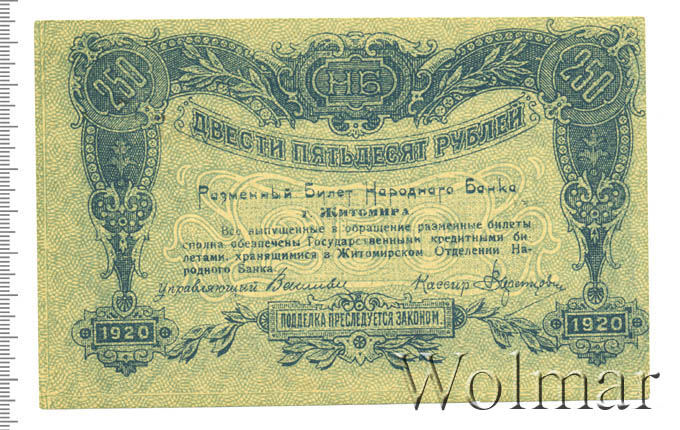 250 НБ 250
ДВЕСТИ ПЯТЬДЕСЯТ РУБЛЕЙ
Разменный Билет Народного Банка
г. Житомира
Все выпущенные в обращение разменные билеты
сполна обезпечены Государственными кредитными би-
летами, хранящимися в Житомирском Отделении На-
родного Банка.
Управляющий Кассир
1920 ПОДДЕЛКА ПРЕСЛЕДУЕТСЯ ЗАКОНОМ. 1920
Wolmar